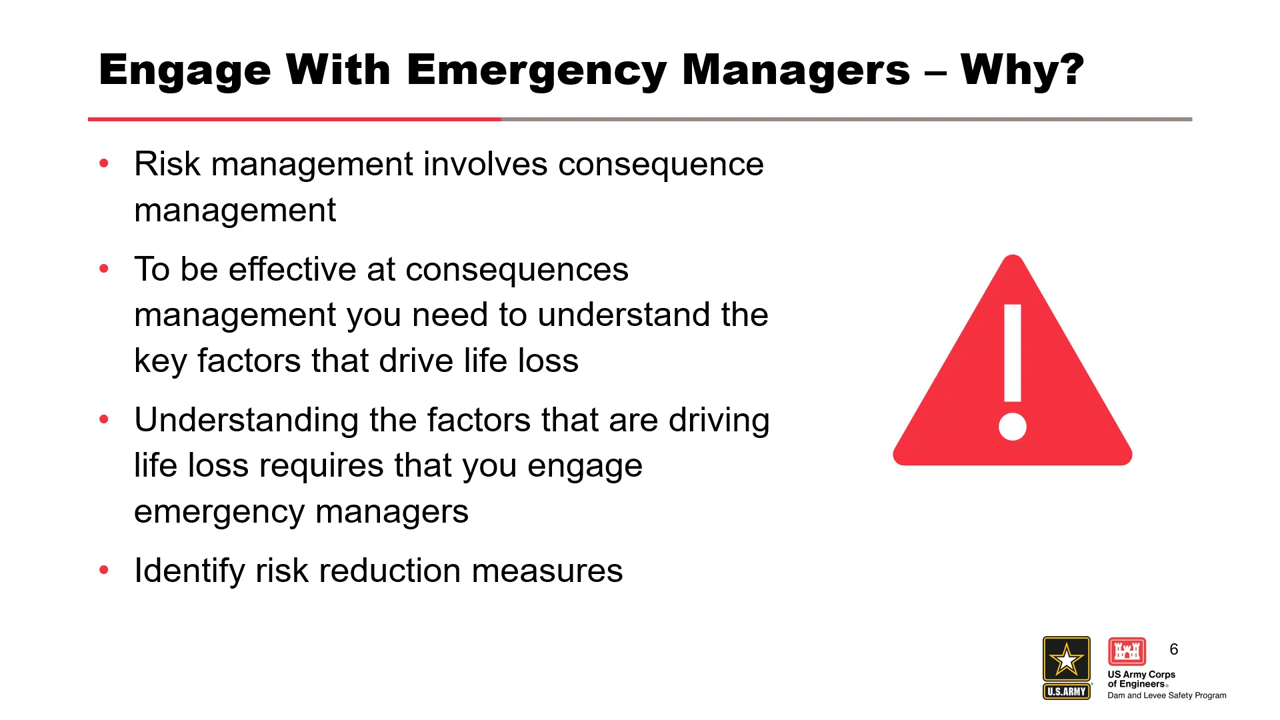 Engage With Emergency Managers – Why?
• Risk management involves consequence
management
• To be effective at consequences
management you need to understand the
key factors that drive life loss
• Understanding the factors that are driving
life loss requires that you engage
emergency managers
• Identify risk reduction measures
6
U.S.ARMY
US Army Corps
of Engineers®
Dam and Levee Safety Program